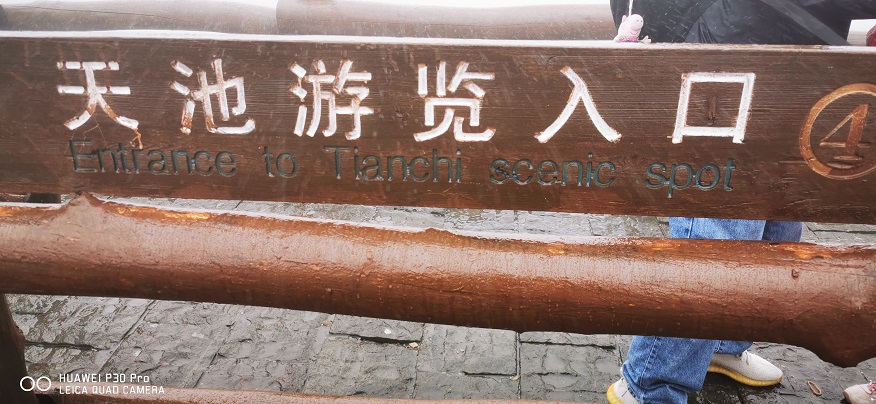 天池游览入口
Entrance to Tianchi scenic spot
4
HUAWEI P30 Pro
LEICA QUAD CAMERA